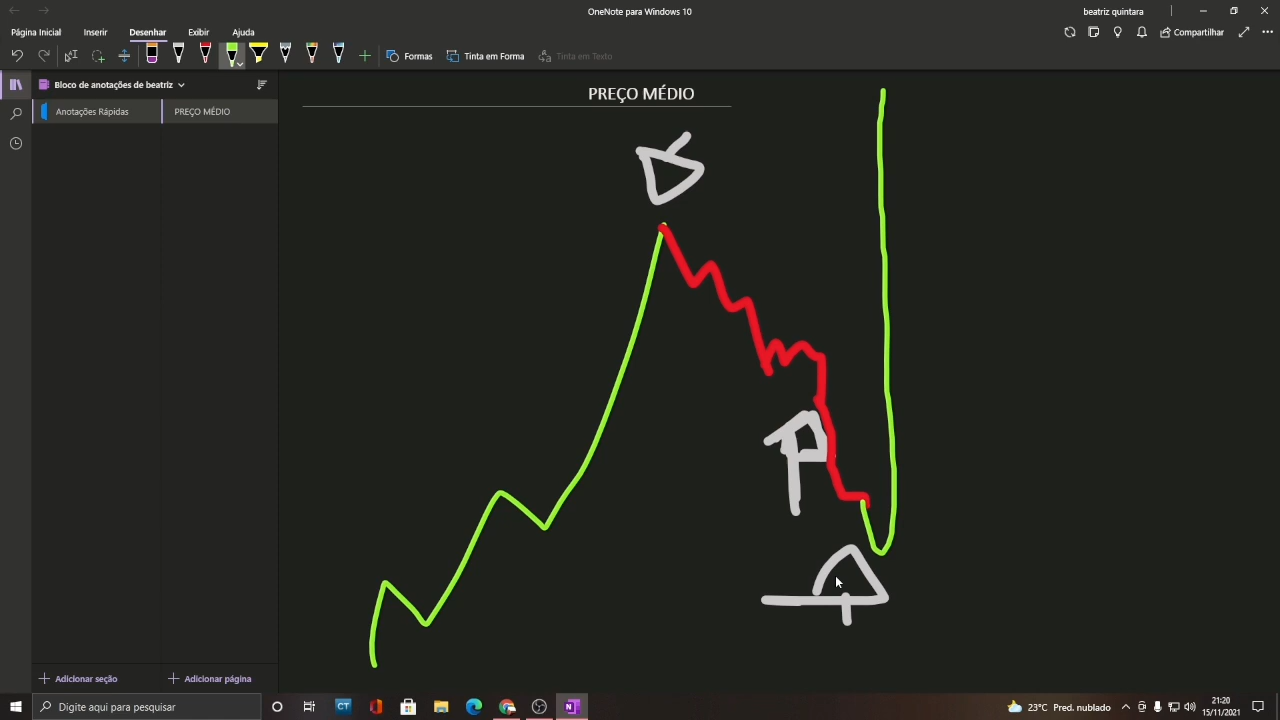 OneNote para Windows 10
beatriz quintara
Página Inicial
Inserir
Desenhar
Exibir
Ajuda
Compartilhar
Formas
Tinta em Forma
Tinta em Texto
Bloco de anotações de beatriz
Anotações Rápidas
PREÇO MÉDIO
PREÇO MÉDIO
Adicionar seção
Adicionar página
Digite aqui para pesquisar
CT
23°C Pred. nublado
21:20
15/11/2021